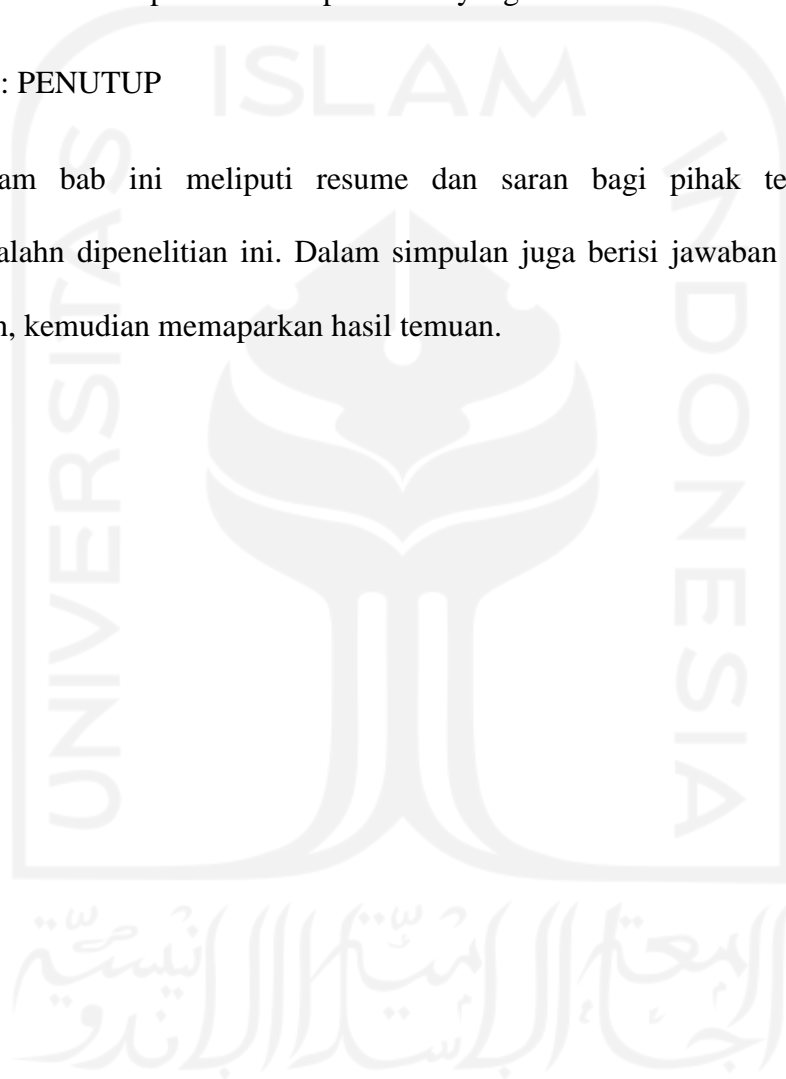 yang
: PENUTUP
am bab ini meliputi resume dan saran bagi pihak te
alahn dipenelitian ini. Dalam simpulan juga berisi jawaban
, kemudian memaparkan hasil temuan.
ISLAM
UNIVERSITAS
INDONESIA